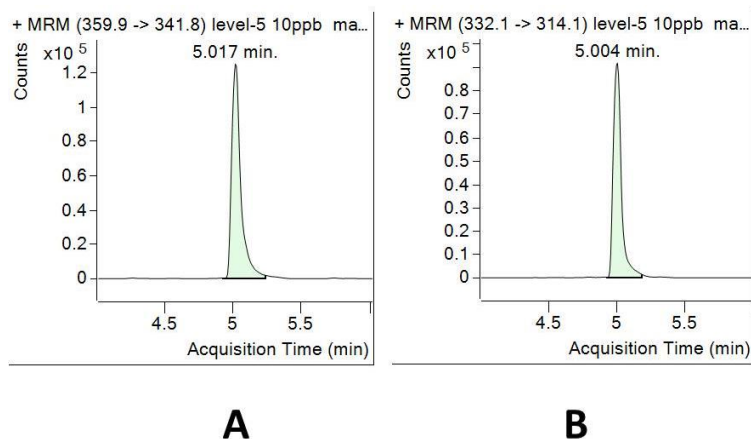 + MRM (359.9 -> 341.8) level-5 10ppb ma...
x10 5
5.017 min.
Counts
1.2
1
0.8
0.6
0.4
0.2
0
4.5 5 5.5
Acquisition Time (min)
A
+ MRM (332.1 -> 314.1) level-5 10ppb ma...
x10 5
5.004 min.
Counts
0.9
0.8
0.7
0.6
0.5
0.4
0.3
0.2
0.1
0
4.5 5 5.5
Acquisition Time (min)
B